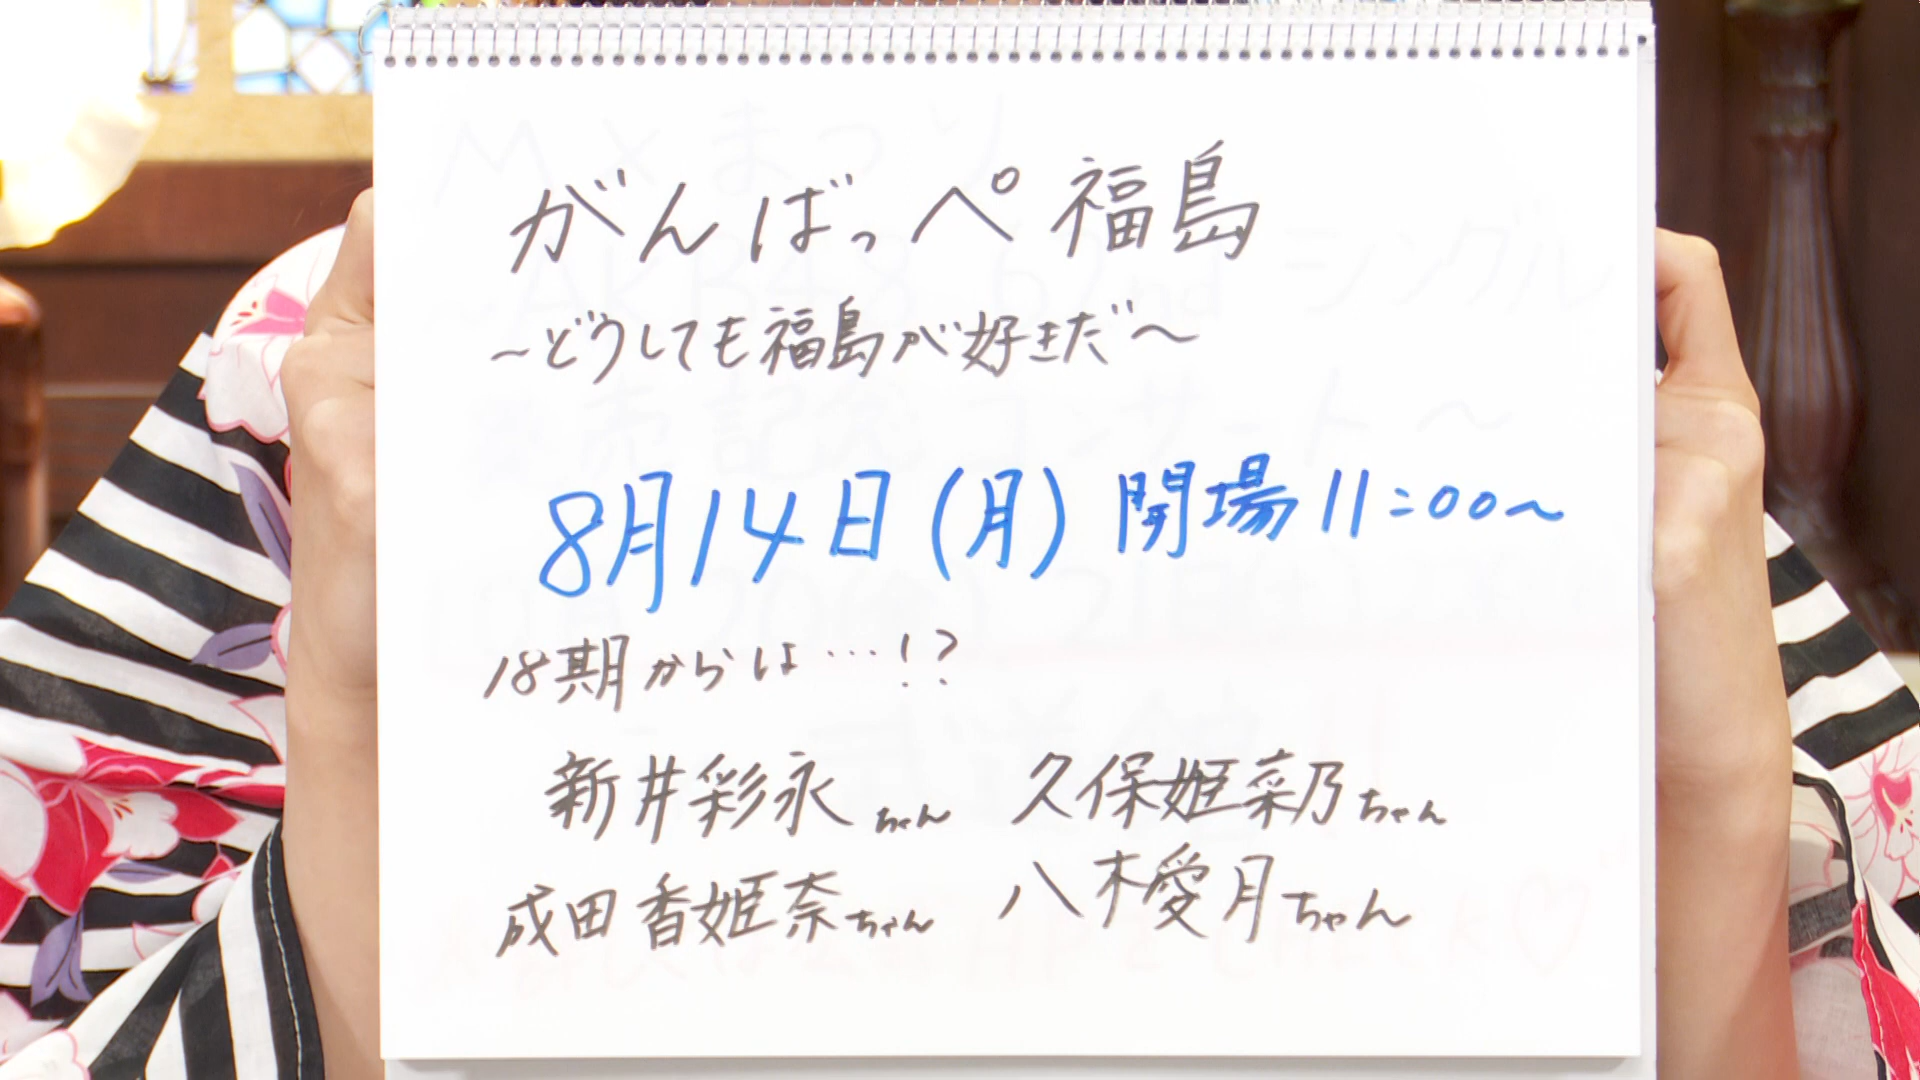 がんばっぺ福島
～どうしても福島が好きだ～
8月14日(月) 開場11:00～
18期からは…!?
新井彩永ちゃん 久保姫菜乃ちゃん
成田香姫奈ちゃん 八木愛月ちゃん